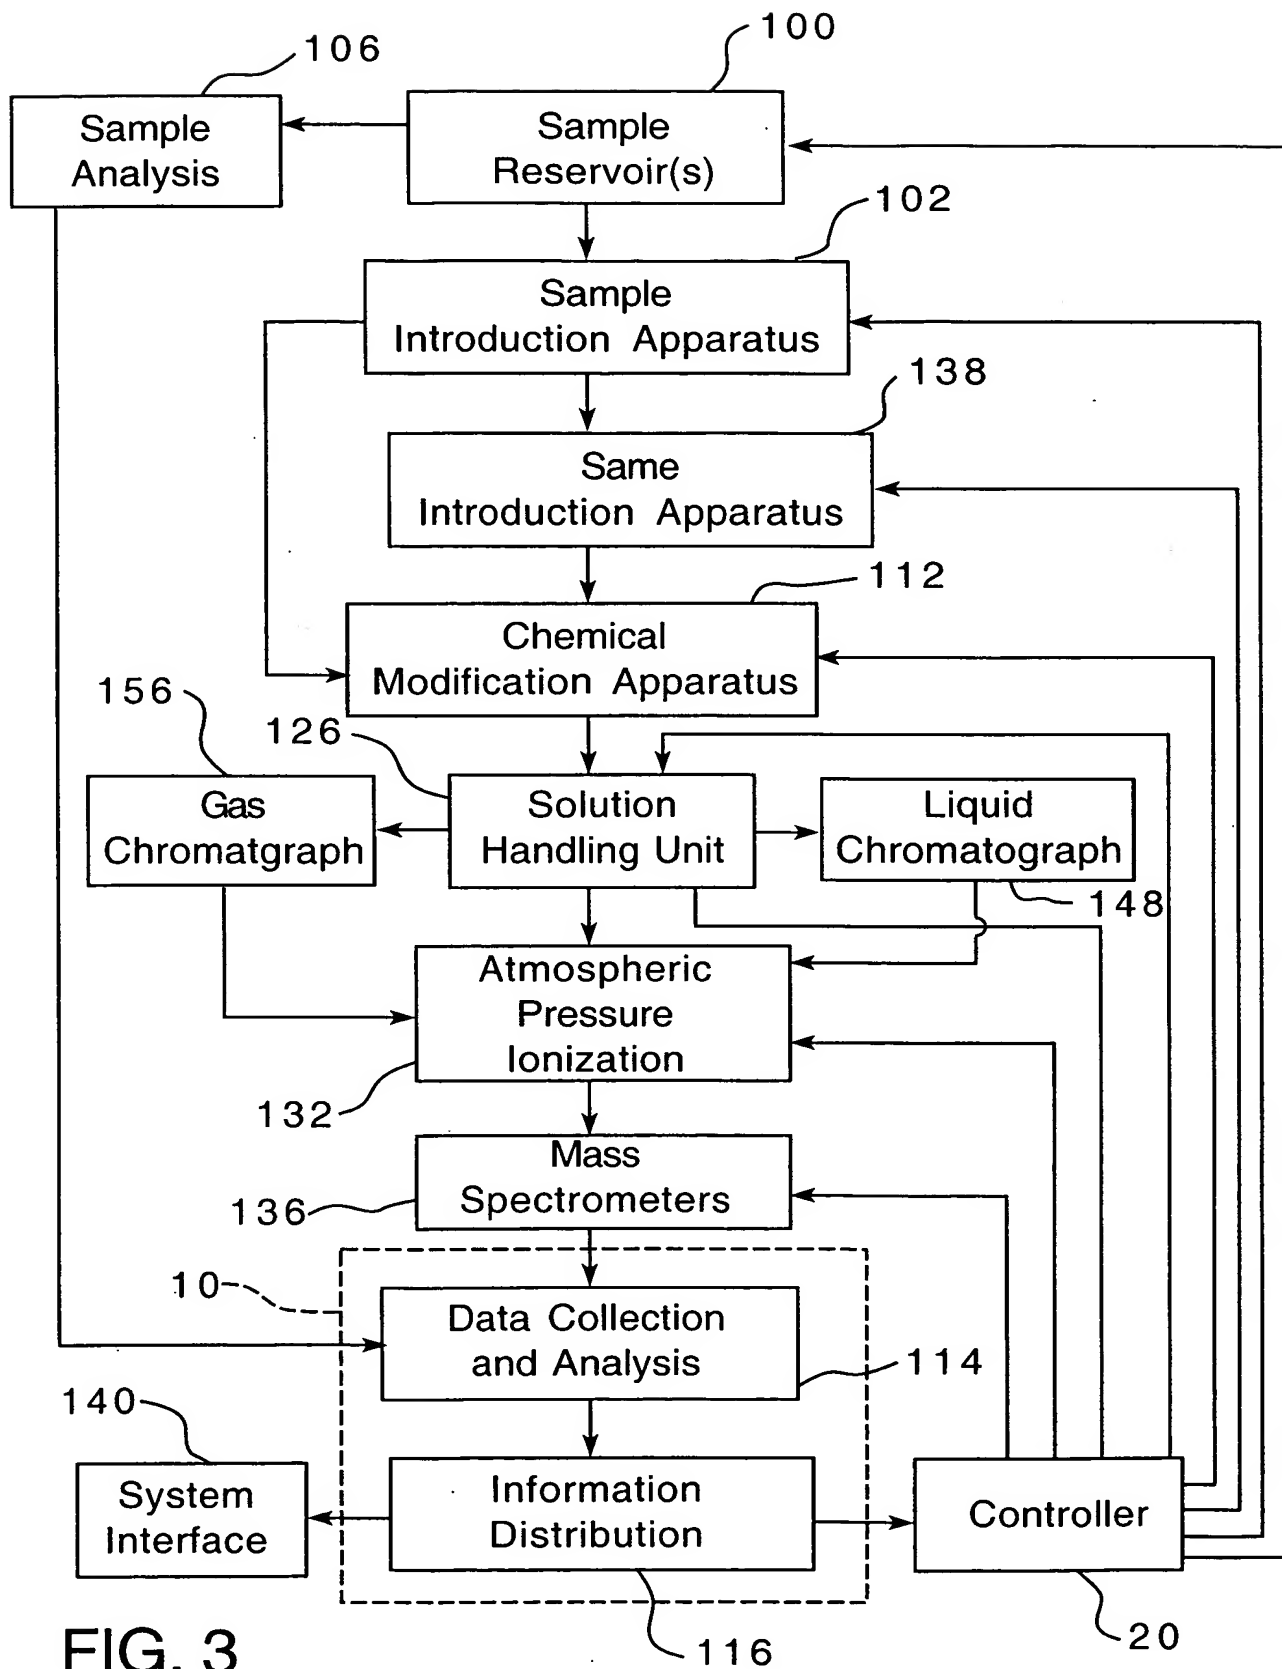 100
106
Sample
Analysis
Sample
Reservoir(s)
102
Sample
Introduction Apparatus
138
Same
Introduction Apparatus
112
Chemical
Modification Apparatus
156
126
Gas
Chromatgraph
Solution
Handling Unit
Liquid
Chromatograph
148
Atmospheric
Pressure
Ionization
132
Mass
Spectrometers
136
10
Data Collection
and Analysis
114
140
System
Interface
Information
Distribution
Controller
20
116
FIG. 3